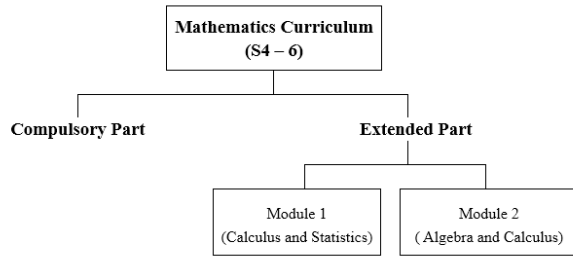 Mathematics Curriculum
(S4 – 6)
Compulsory Part
Extended Part
Module 1
(Calculus and Statistics)
Module 2
( Algebra and Calculus)